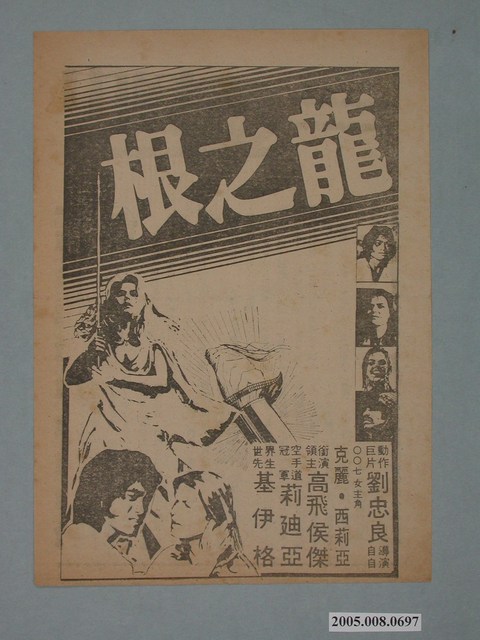 龍之根
動作巨片 劉忠良 自導自演
〇〇七女主角
克麗•西莉亞
領銜主演 高飛 侯傑
空手道冠軍 莉廸亞
世界先生 基伊格
2005.008.0697